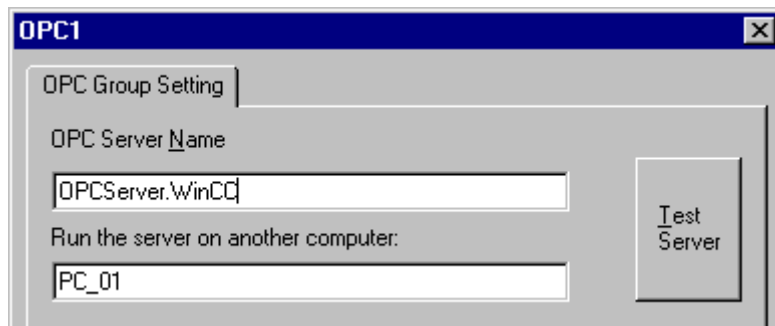 OPC1
OPC Group Setting
OPC Server Name
OPCServer.WinCC
Run the server on another computer:
PC_01
Test
Server